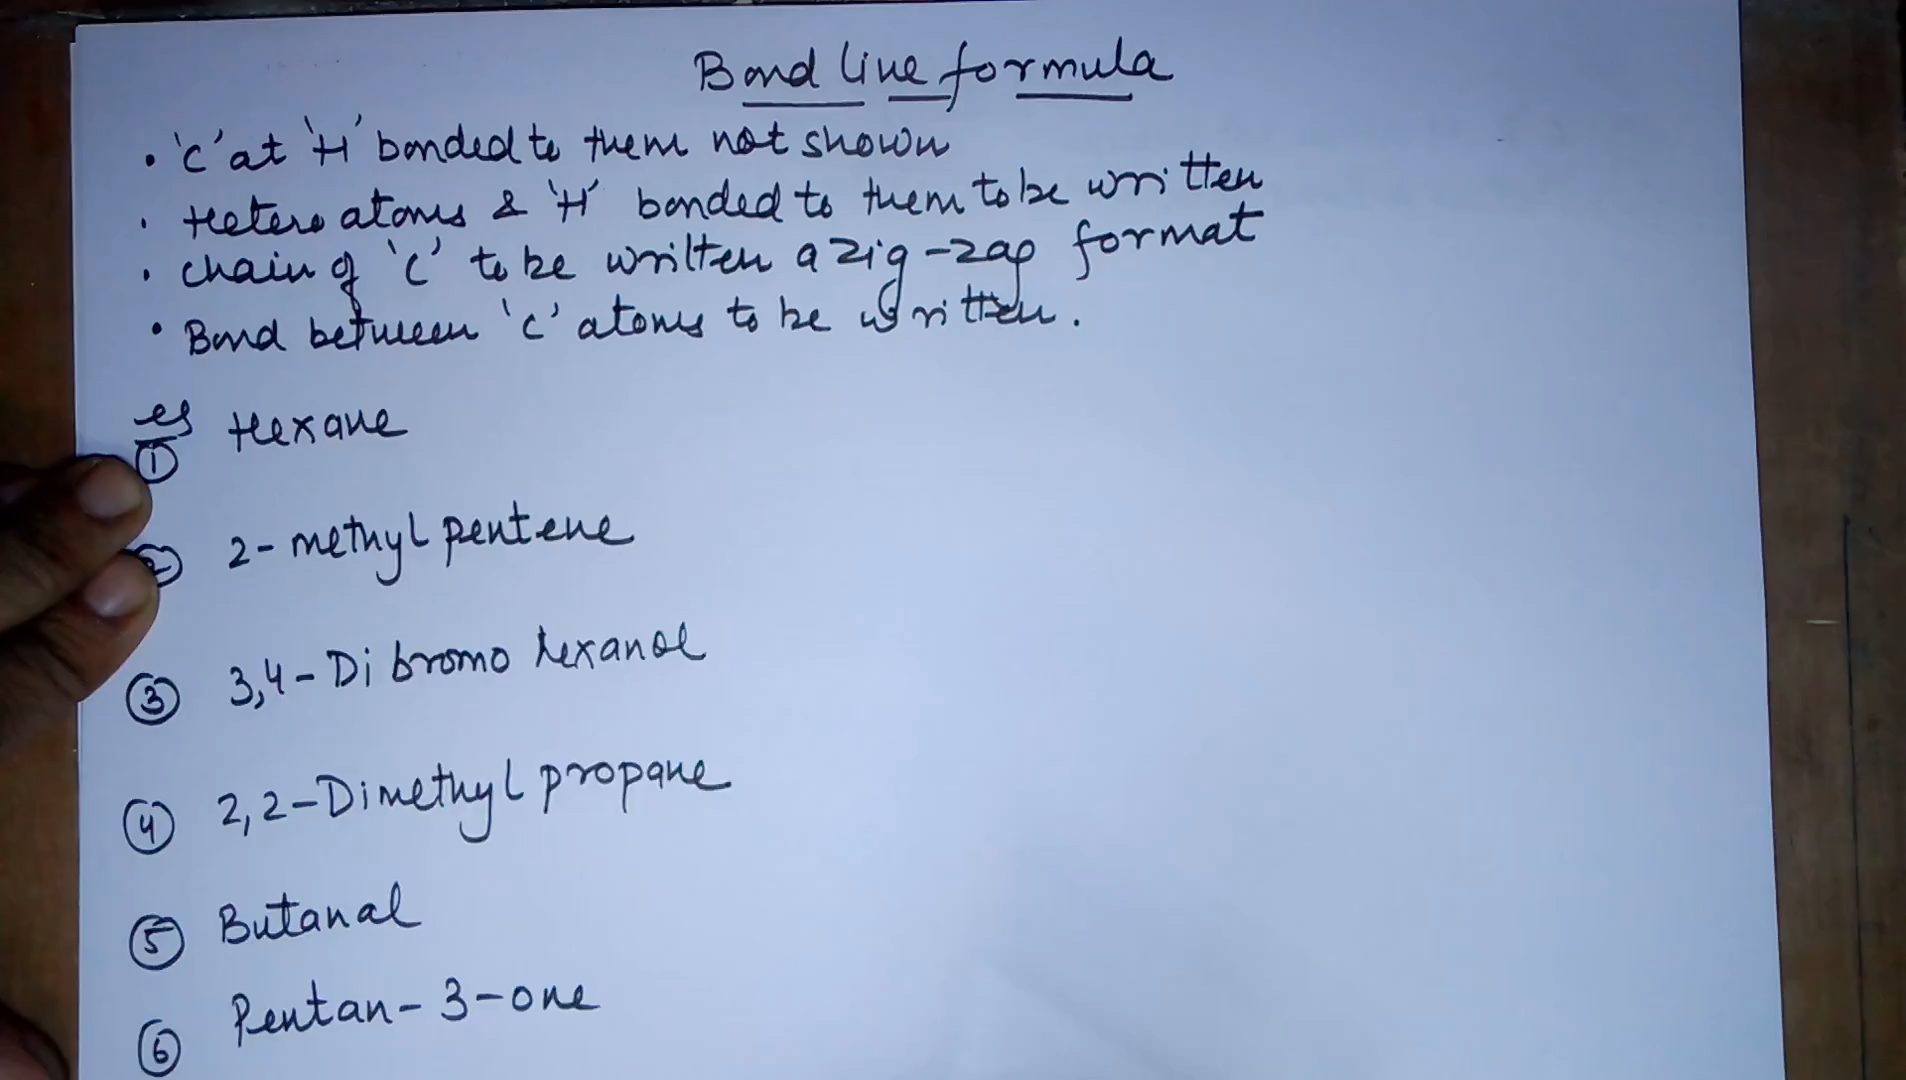 Bond line formula
• 'C' at 'H' bonded to them not shown
• Hetero atoms & 'H' bonded to them to be written
• chain of 'C' to be written a zig-zag format
• Bond between 'C' atoms to be written.
eg
① Hexane
② 2-methyl pentene
③ 3,4-Di bromo hexanol
④ 2,2-Dimethyl propane
⑤ Butanal
⑥ Pentan-3-one